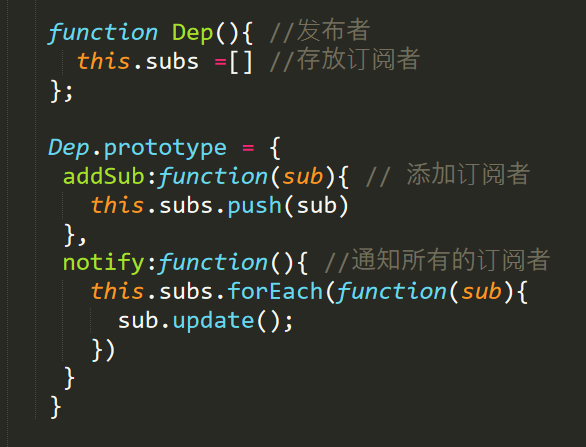 function Dep(){ //发布者
  this.subs =[] //存放订阅者
};
Dep.prototype = {
 addSub:function(sub){ // 添加订阅者
   this.subs.push(sub)
 },
 notify:function(){ //通知所有的订阅者
   this.subs.forEach(function(sub){
     sub.update();
   })
 }
}